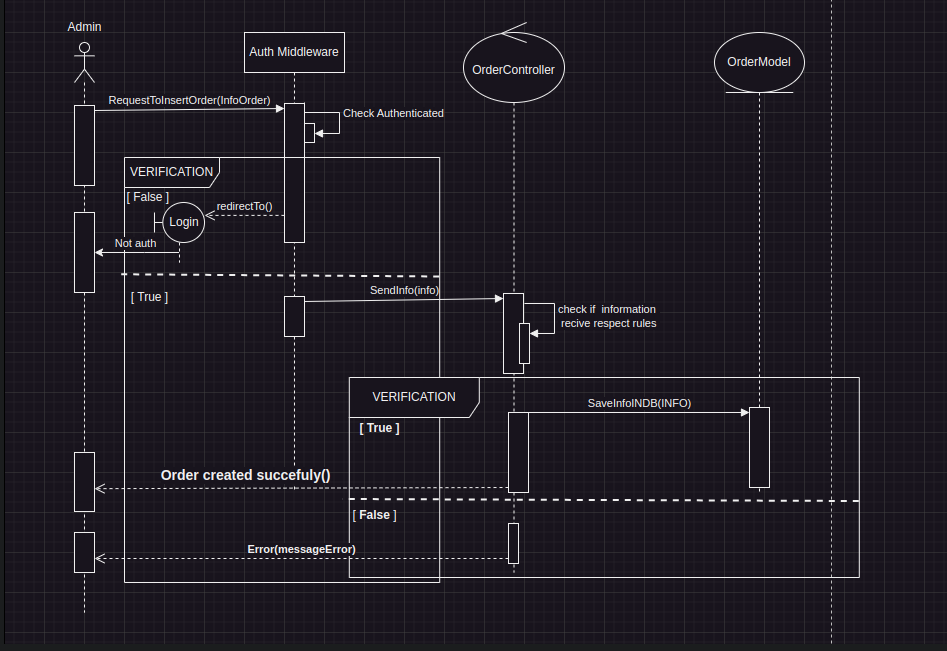 Admin
Auth Middleware
OrderController
OrderModel
RequestToInsertOrder(InfoOrder)
Check Authenticated
VERIFICATION
[ False ]
redirectTo()
Login
Not auth
[ True ]
SendInfo(info)
check if information
recive respect rules
VERIFICATION
SaveInfoINDB(INFO)
[ True ]
Order created succefuly()
[ False ]
Error(messageError)